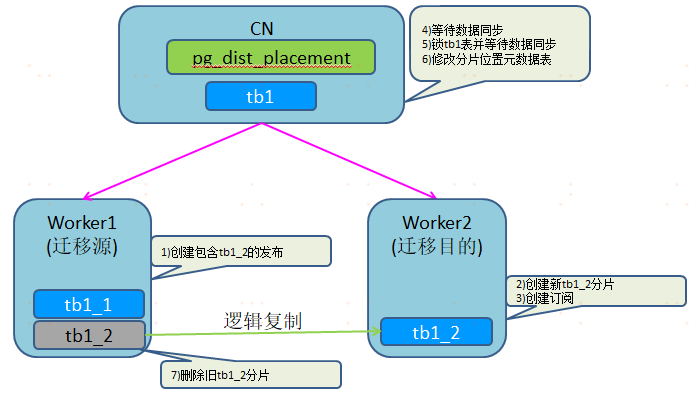 CN
pg_dist_placement
tb1
4)等待数据同步
5)锁tb1表并等待数据同步
6)修改分片位置元数据表
Worker1
(迁移源)
1)创建包含tb1_2的发布
tb1_1
tb1_2
逻辑复制
Worker2
(迁移目的)
2)创建新tb1_2分片
3)创建订阅
tb1_2
7)删除旧tb1_2分片